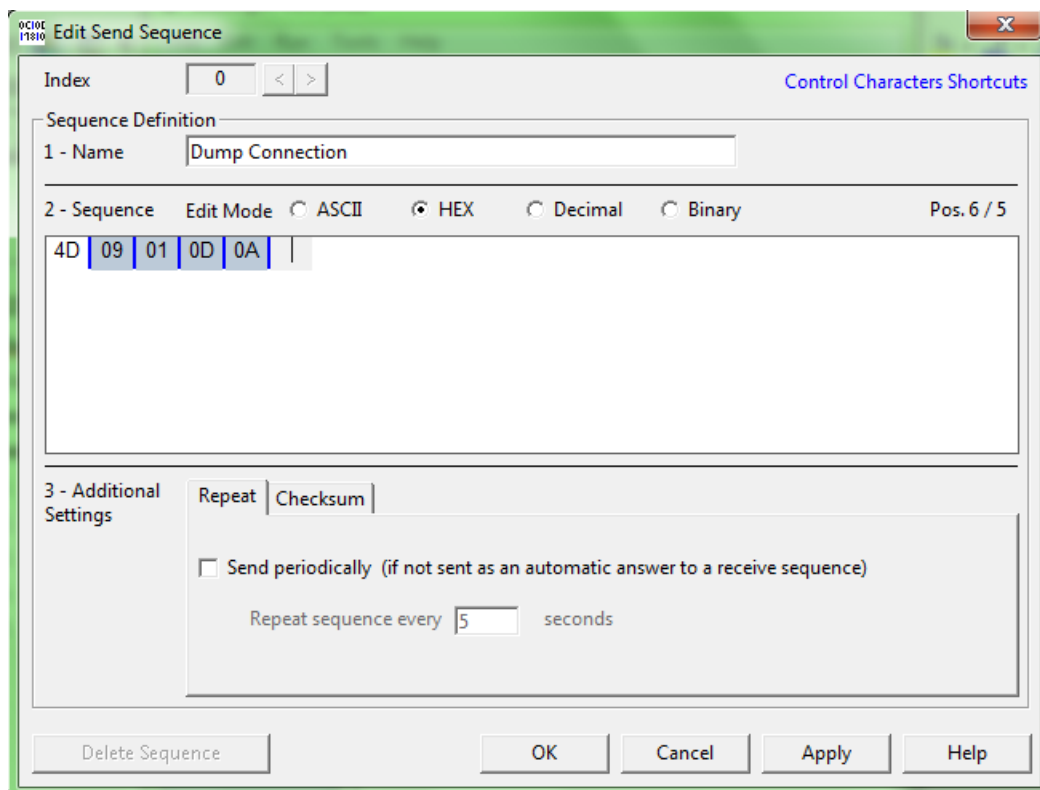 Edit Send Sequence
Index 0 < > Control Characters Shortcuts
Sequence Definition
1 - Name Dump Connection
2 - Sequence Edit Mode ASCII HEX Decimal Binary Pos. 6 / 5
4D 09 01 0D 0A
3 - Additional Settings
Repeat Checksum
Send periodically (if not sent as an automatic answer to a receive sequence)
Repeat sequence every 5 seconds
Delete Sequence OK Cancel Apply Help